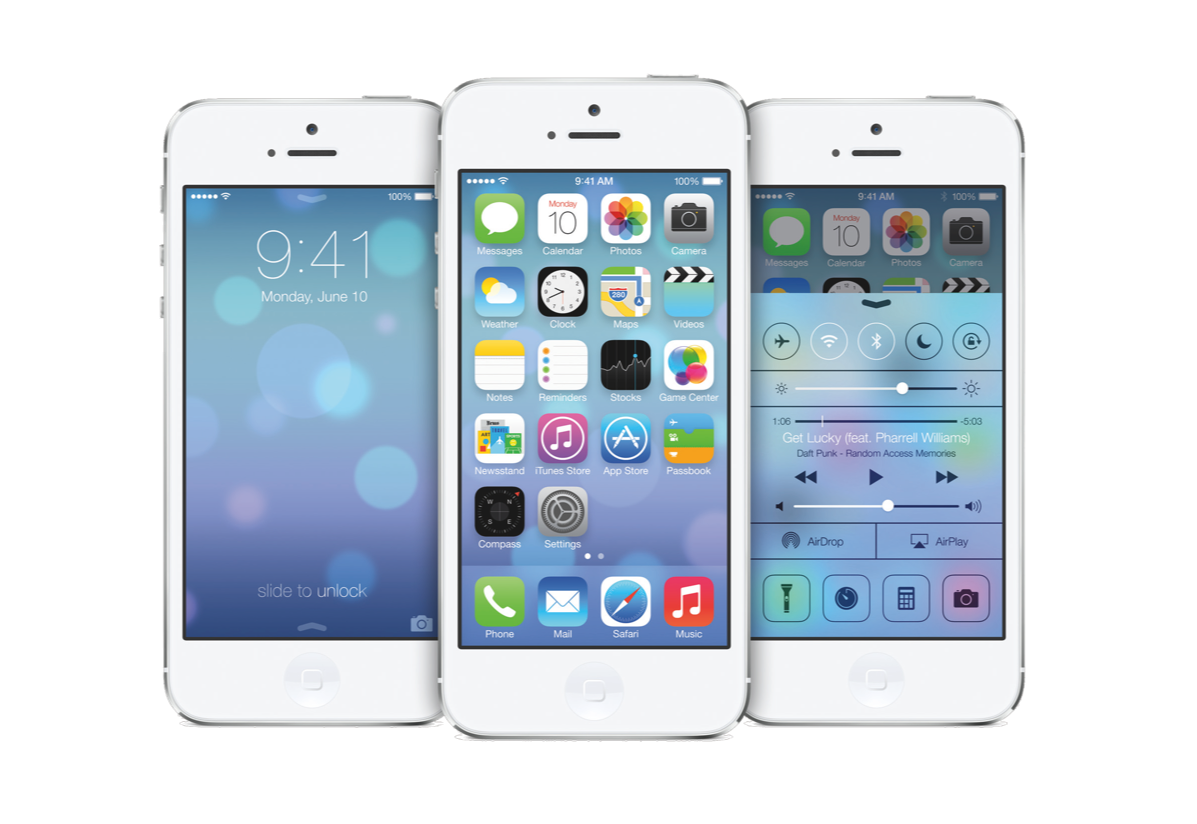 100%
9:41
Monday, June 10
slide to unlock
9:41 AM 100%
Monday
10
Messages Calendar Photos Camera
280
Weather Clock Maps Videos
Notes Reminders Stocks Game Center
Newsstand iTunes Store App Store Passbook
N
W E
S
Compass Settings
Phone Mail Safari Music
9:41 AM 100%
Monday
10
Messages Calendar Photos Camera
1:06 -5:03
Get Lucky (feat. Pharrell Williams)
Daft Punk - Random Access Memories
AirDrop AirPlay